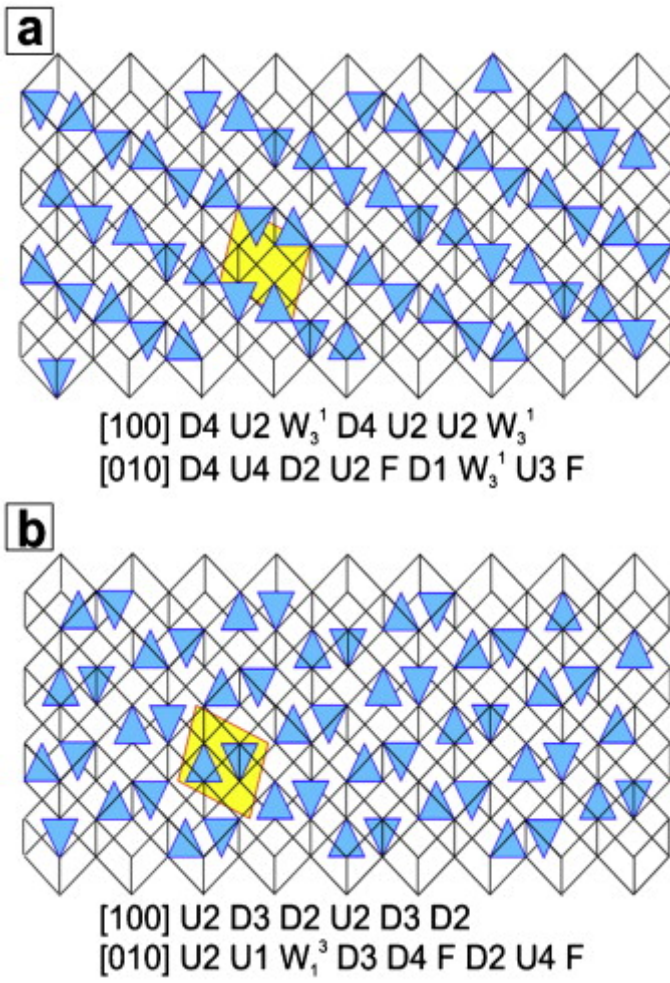 a
[100] D4 U2 W₃¹ D4 U2 U2 W₃¹
[010] D4 U4 D2 U2 F D1 W₃¹ U3 F
b
[100] U2 D3 D2 U2 D3 D2
[010] U2 U1 W₁³ D3 D4 F D2 U4 F